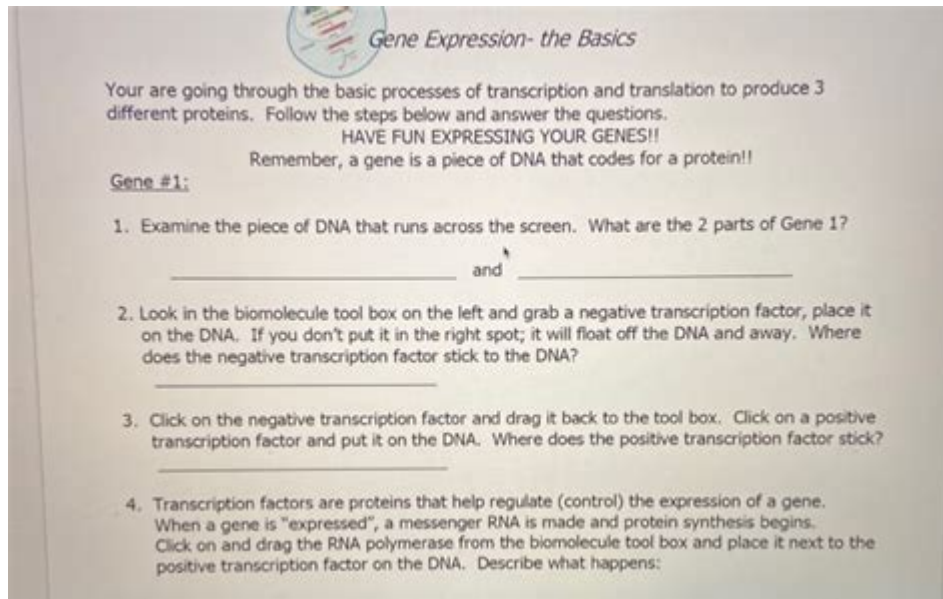 Gene Expression- the Basics
Your are going through the basic processes of transcription and translation to produce 3
different proteins. Follow the steps below and answer the questions.
HAVE FUN EXPRESSING YOUR GENES!!
Remember, a gene is a piece of DNA that codes for a protein!!
Gene #1:
1. Examine the piece of DNA that runs across the screen. What are the 2 parts of Gene 1?
and
2. Look in the biomolecule tool box on the left and grab a negative transcription factor, place it
on the DNA. If you don't put it in the right spot; it will float off the DNA and away. Where
does the negative transcription factor stick to the DNA?
3. Click on the negative transcription factor and drag it back to the tool box. Click on a positive
transcription factor and put it on the DNA. Where does the positive transcription factor stick?
4. Transcription factors are proteins that help regulate (control) the expression of a gene.
When a gene is "expressed", a messenger RNA is made and protein synthesis begins.
Click on and drag the RNA polymerase from the biomolecule tool box and place it next to the
positive transcription factor on the DNA. Describe what happens: